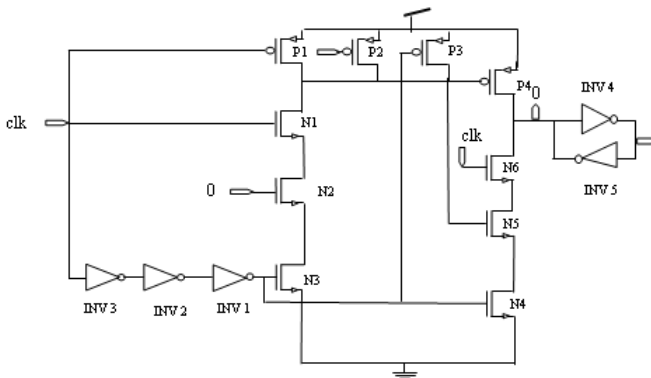 P1
P2
P3
P4
0
INV 4
clk
N1
clk
N6
INV 5
0
N2
N5
N3
N4
INV 3
INV 2
INV 1